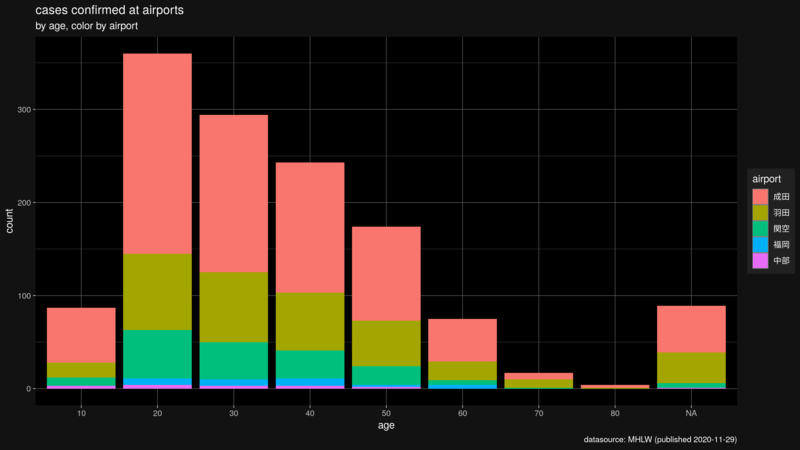 cases confirmed at airports
by age, color by airport
count
300
200
100
0
10 20 30 40 50 60 70 80 NA
age
airport
成田
羽田
関空
福岡
中部
datasource: MHLW (published 2020-11-29)